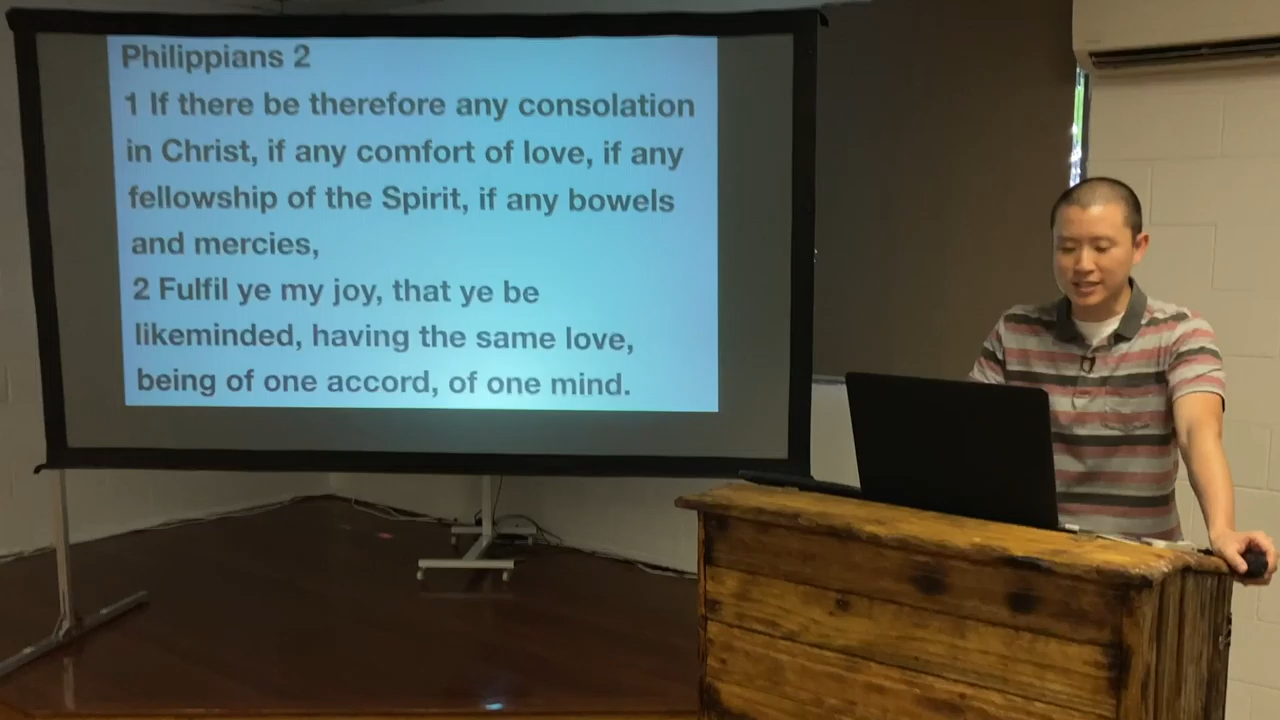 Philippians 2
1 If there be therefore any consolation
in Christ, if any comfort of love, if any
fellowship of the Spirit, if any bowels
and mercies,
2 Fulfil ye my joy, that ye be
likeminded, having the same love,
being of one accord, of one mind.